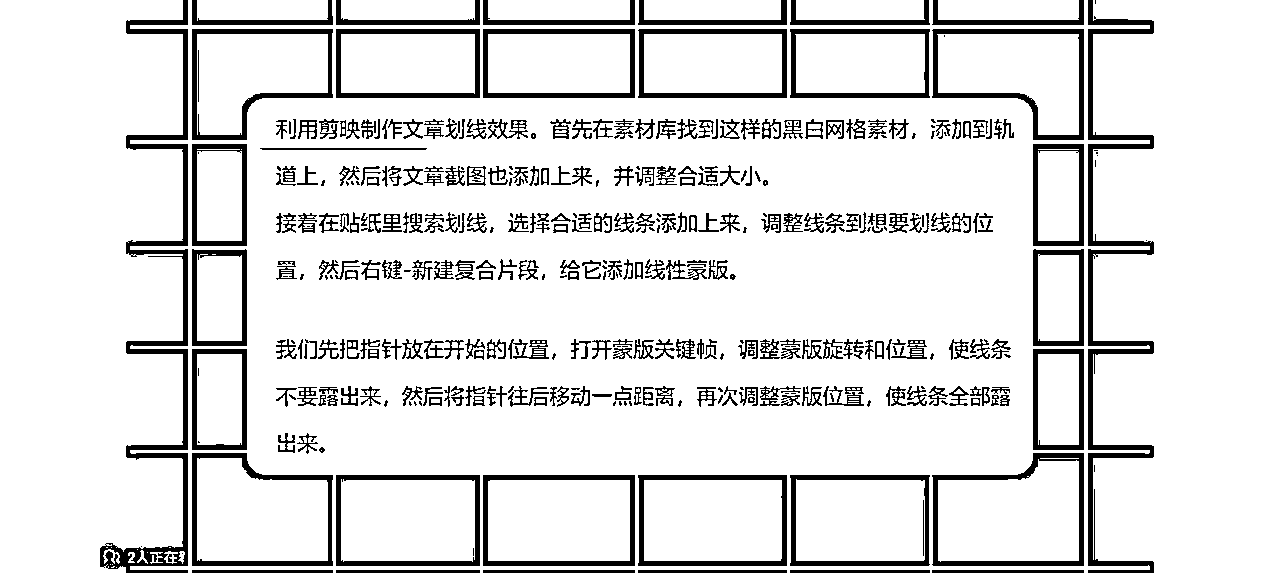 利用剪映制作文章划线效果。首先在素材库找到这样的黑白网格素材，添加到轨
道上，然后将文章截图也添加上来，并调整合适大小。
接着在贴纸里搜索划线，选择合适的线条添加上来，调整线条到想要划线的位
置，然后右键-新建复合片段，给它添加线性蒙版。
我们先把指针放在开始的位置，打开蒙版关键帧，调整蒙版旋转和位置，使线条
不要露出来，然后将指针往后移动一点距离，再次调整蒙版位置，使线条全部露
出来。
2人正在